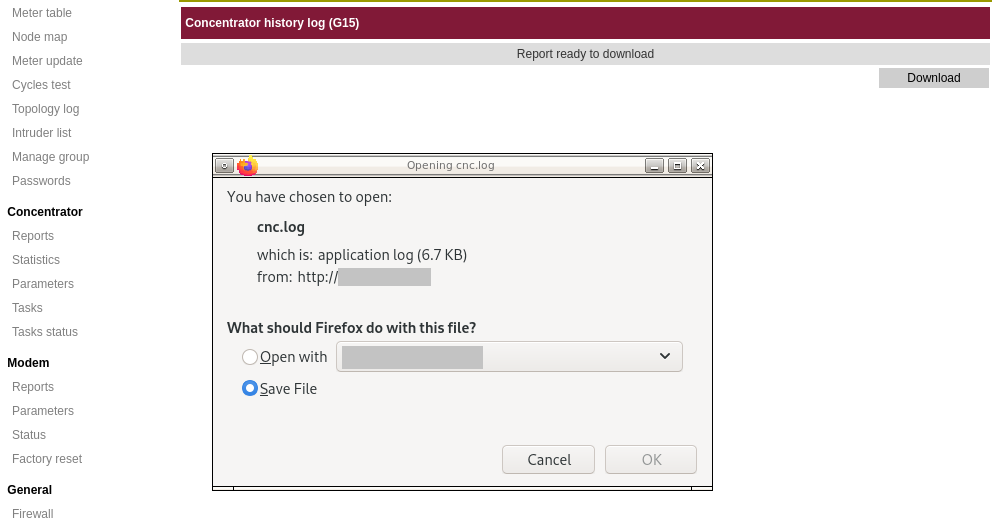 Meter table
Node map
Meter update
Cycles test
Topology log
Intruder list
Manage group
Passwords
Concentrator
Reports
Statistics
Parameters
Tasks
Tasks status
Modem
Reports
Parameters
Status
Factory reset
General
Firewall
Concentrator history log (G15)
Report ready to download
Download
Opening cnc.log
You have chosen to open:
cnc.log
which is: application log (6.7 KB)
from: http://
What should Firefox do with this file?
Open with
Save File
Cancel OK